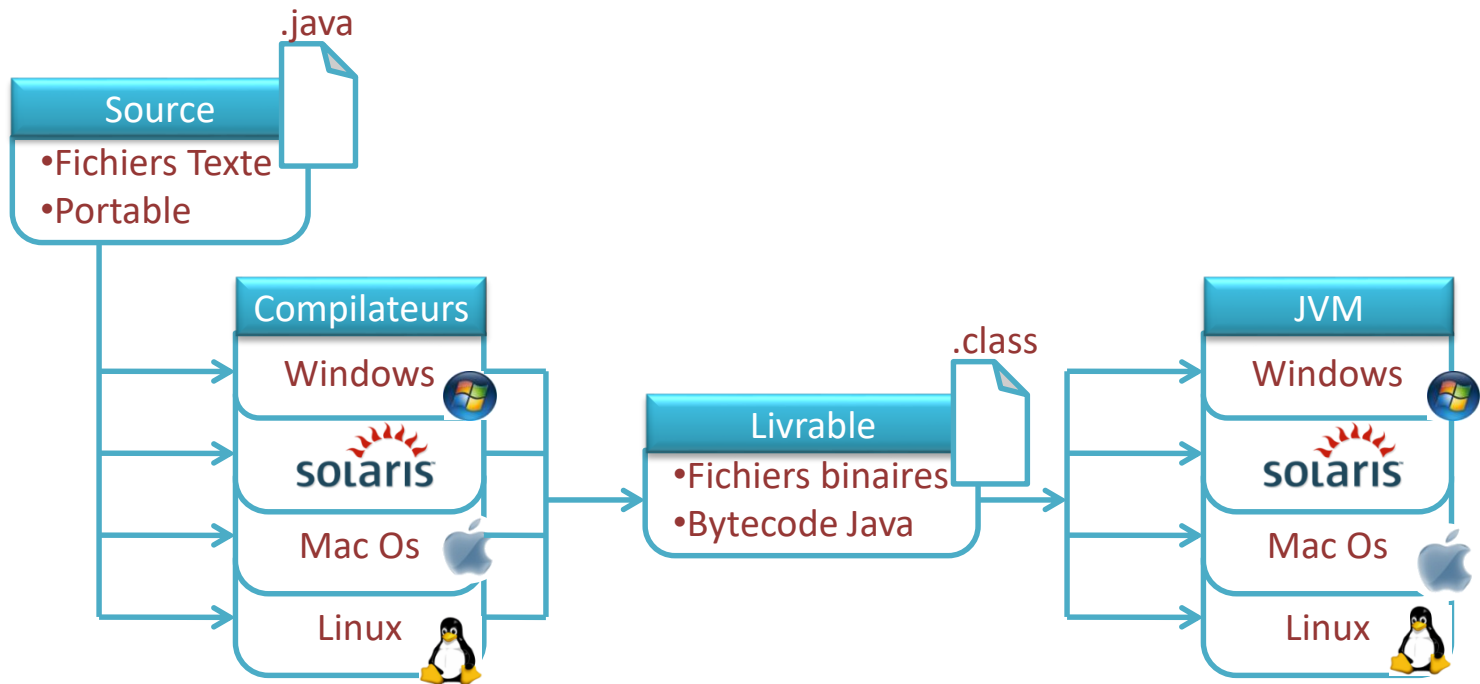 .java
Source
•Fichiers Texte
•Portable
Compilateurs
Windows
solaris
Mac Os
Linux
.class
Livrable
•Fichiers binaires
•Bytecode Java
JVM
Windows
solaris
Mac Os
Linux